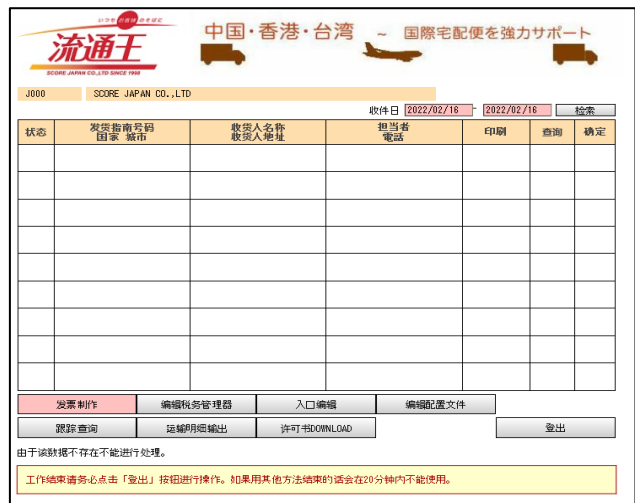 いつも お客様 のそばに
流通王
SCORE JAPAN CO.,LTD SINCE 1998
中国・香港・台湾 ~ 国際宅配便を強力サポート
J000 SCORE JAPAN CO.,LTD
收件日 2022/02/16 - 2022/02/16 检索
状态 发货指南号码 收货人名称 担当者 印刷 查询 确定
国家 城市 收货人地址 電話
发票制作 编辑税务管理器 入口编辑 编辑配置文件
跟踪查询 运输明细输出 许可书DOWNLOAD 登出
由于该数据不存在不能进行处理。
工作结束请务必点击「登出」按钮进行操作。如果用其他方法结束的话会在20分钟内不能使用。